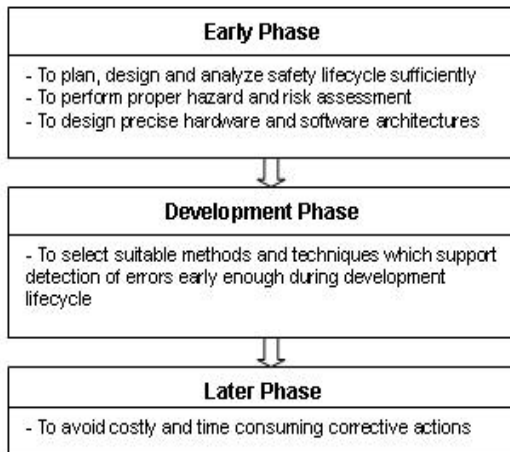 Early Phase
- To plan, design and analyze safety lifecycle sufficiently
- To perform proper hazard and risk assessment
- To design precise hardware and software architectures
Development Phase
- To select suitable methods and techniques which support
detection of errors early enough during development
lifecycle
Later Phase
- To avoid costly and time consuming corrective actions